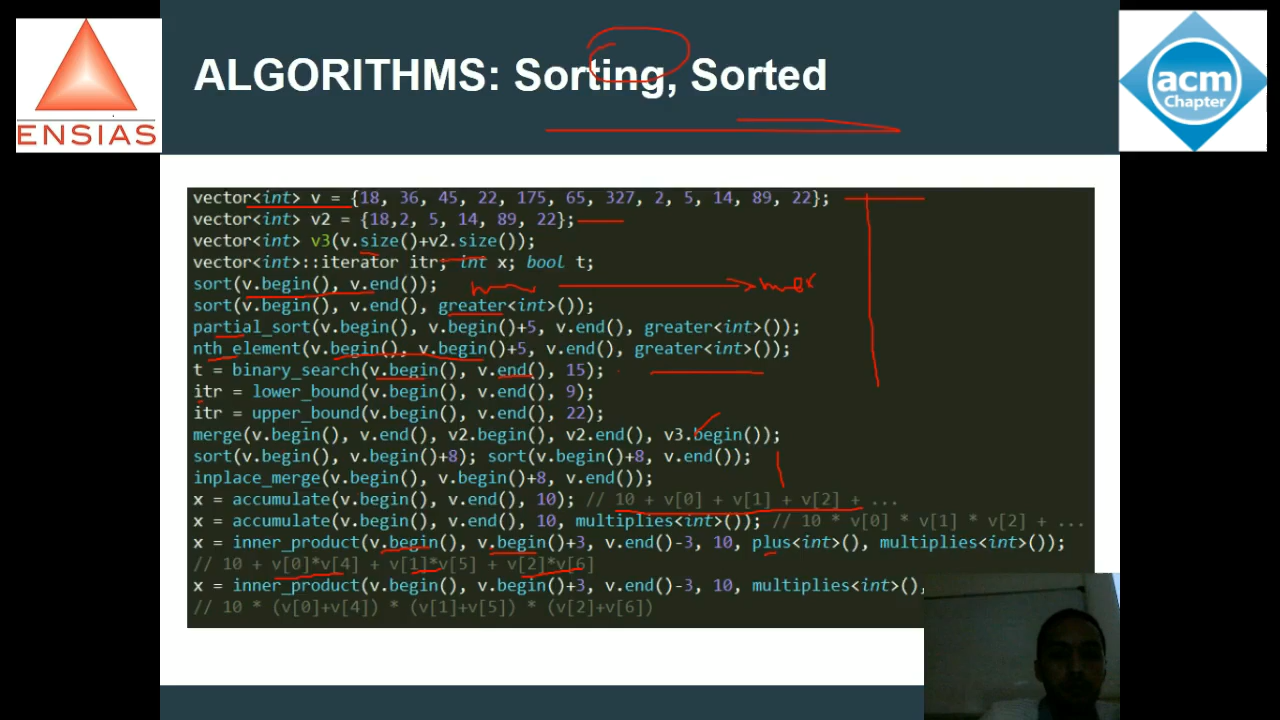 ALGORITHMS: Sorting, Sorted
ENSIAS
acm
Chapter
vector<int> v = {18, 36, 45, 22, 175, 65, 327, 2, 5, 14, 89, 22};
vector<int> v2 = {18,2, 5, 14, 89, 22};
vector<int> v3(v.size()+v2.size());
vector<int>::iterator itr; int x; bool t;
sort(v.begin(), v.end());
sort(v.begin(), v.end(), greater<int>());
partial_sort(v.begin(), v.begin()+5, v.end(), greater<int>());
nth_element(v.begin(), v.begin()+5, v.end(), greater<int>());
t = binary_search(v.begin(), v.end(), 15);
itr = lower_bound(v.begin(), v.end(), 9);
itr = upper_bound(v.begin(), v.end(), 22);
merge(v.begin(), v.end(), v2.begin(), v2.end(), v3.begin());
sort(v.begin(), v.begin()+8); sort(v.begin()+8, v.end());
inplace_merge(v.begin(), v.begin()+8, v.end());
x = accumulate(v.begin(), v.end(), 10); // 10 + v[0] + v[1] + v[2] + ...
x = accumulate(v.begin(), v.end(), 10, multiplies<int>()); // 10 * v[0] * v[1] * v[2] + ...
x = inner_product(v.begin(), v.begin()+3, v.end()-3, 10, plus<int>(), multiplies<int>());
// 10 + v[0]*v[4] + v[1]*v[5] + v[2]*v[6]
x = inner_product(v.begin(), v.begin()+3, v.end()-3, 10, multiplies<int>(),
// 10 * (v[0]+v[4]) * (v[1]+v[5]) * (v[2]+v[6])